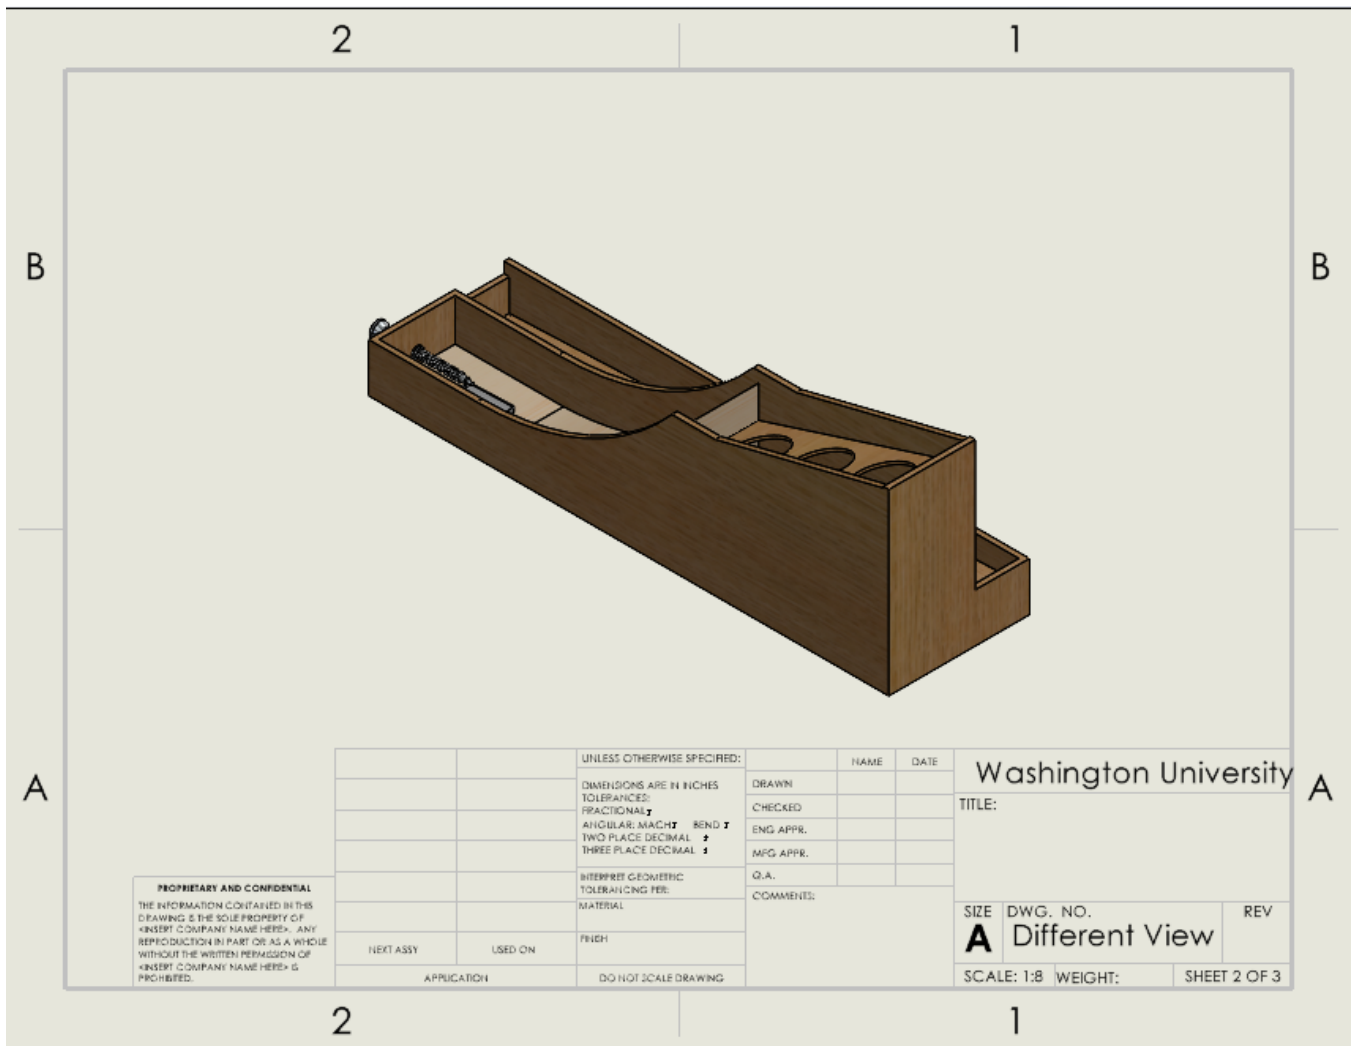 2 1
B B
A A
UNLESS OTHERWISE SPECIFIED:
DIMENSIONS ARE IN INCHES
TOLERANCES:
FRACTIONAL
ANGULAR: MACH BEND
TWO PLACE DECIMAL
THREE PLACE DECIMAL
INTERPRET GEOMETRIC
TOLERANCING PER:
MATERIAL
FINISH
DO NOT SCALE DRAWING
NAME DATE
DRAWN
CHECKED
ENG APPR.
MFG APPR.
Q.A.
COMMENTS:
Washington University
TITLE:
SIZE DWG. NO. REV
A Different View
SCALE: 1:8 WEIGHT: SHEET 2 OF 3
PROPRIETARY AND CONFIDENTIAL
THE INFORMATION CONTAINED IN THIS
DRAWING IS THE SOLE PROPERTY OF
<INSERT COMPANY NAME HERE>. ANY
REPRODUCTION IN PART OR AS A WHOLE
WITHOUT THE WRITTEN PERMISSION OF
<INSERT COMPANY NAME HERE> IS
PROHIBITED.
NEXT ASSY USED ON
APPLICATION
2 1